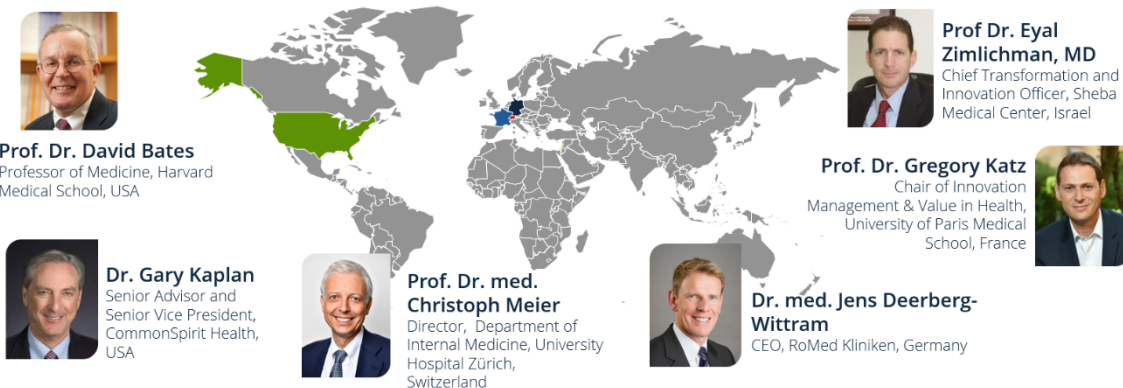 Prof. Dr. David Bates
Professor of Medicine, Harvard
Medical School, USA
Prof Dr. Eyal
Zimlichman, MD
Chief Transformation and
Innovation Officer, Sheba
Medical Center, Israel
Prof. Dr. Gregory Katz
Chair of Innovation
Management & Value in Health,
University of Paris Medical
School, France
Dr. Gary Kaplan
Senior Advisor and
Senior Vice President,
CommonSpirit Health,
USA
Prof. Dr. med.
Christoph Meier
Director, Department of
Internal Medicine, University
Hospital Zürich,
Switzerland
Dr. med. Jens Deerberg-
Wittram
CEO, RoMed Kliniken, Germany